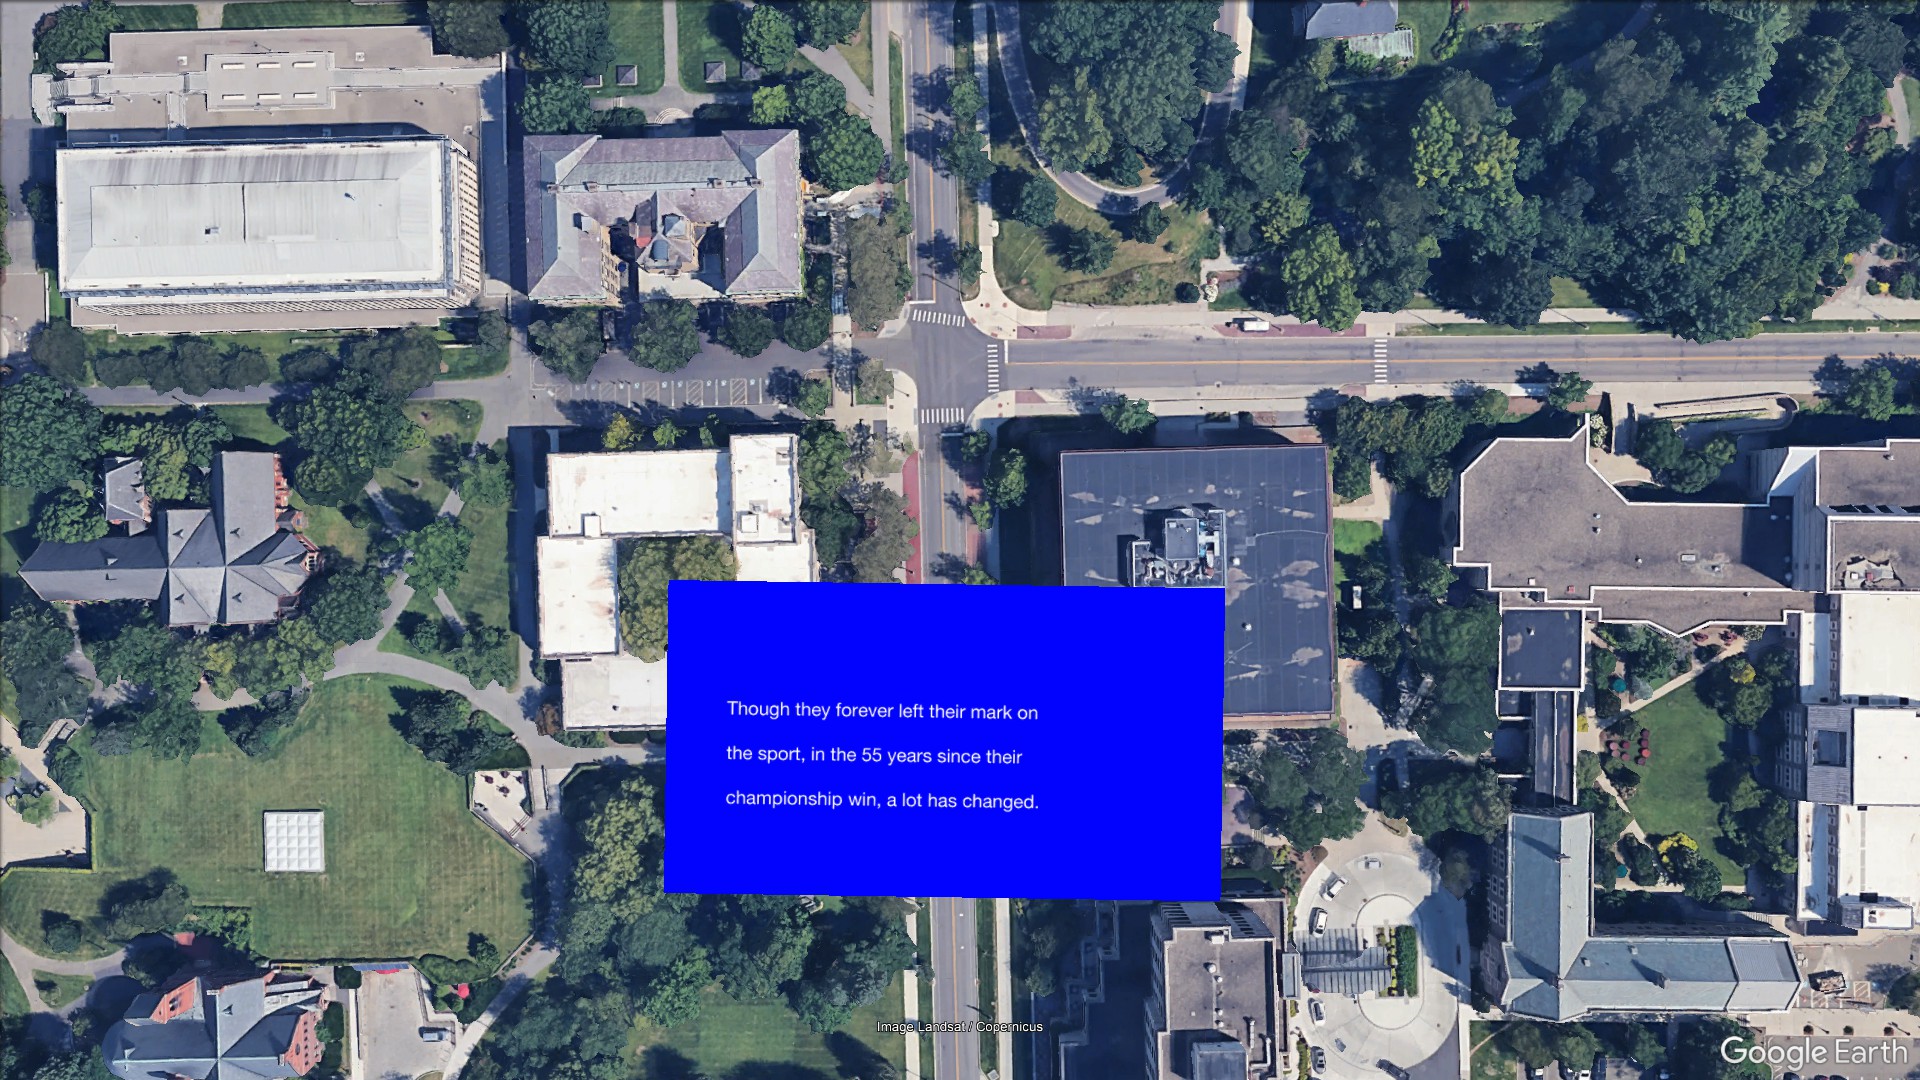 Though they forever left their mark on
the sport, in the 55 years since their
championship win, a lot has changed.
Image Landsat / Copernicus
Google Earth